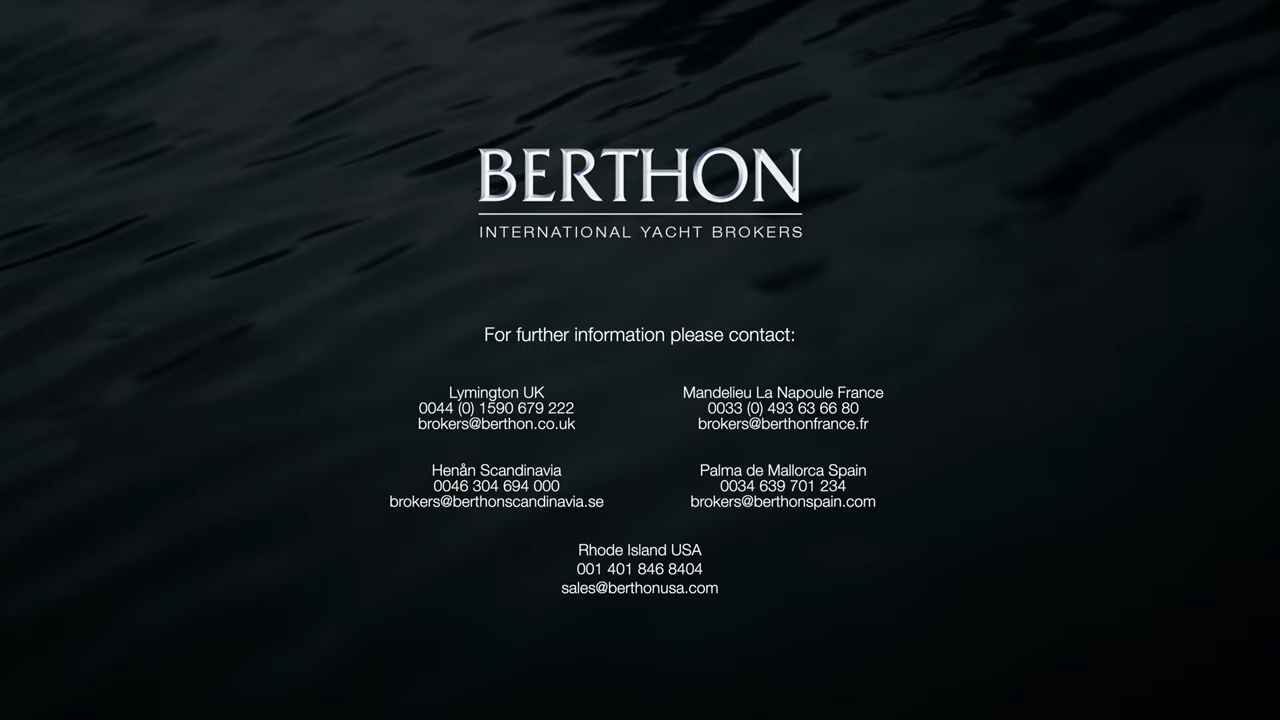 BERTHON
INTERNATIONAL YACHT BROKERS
For further information please contact:
Lymington UK
0044 (0) 1590 679 222
brokers@berthon.co.uk
Mandelieu La Napoule France
0033 (0) 493 63 66 80
brokers@berthonfrance.fr
Henån Scandinavia
0046 304 694 000
brokers@berthonscandinavia.se
Palma de Mallorca Spain
0034 639 701 234
brokers@berthonspain.com
Rhode Island USA
001 401 846 8404
sales@berthonusa.com